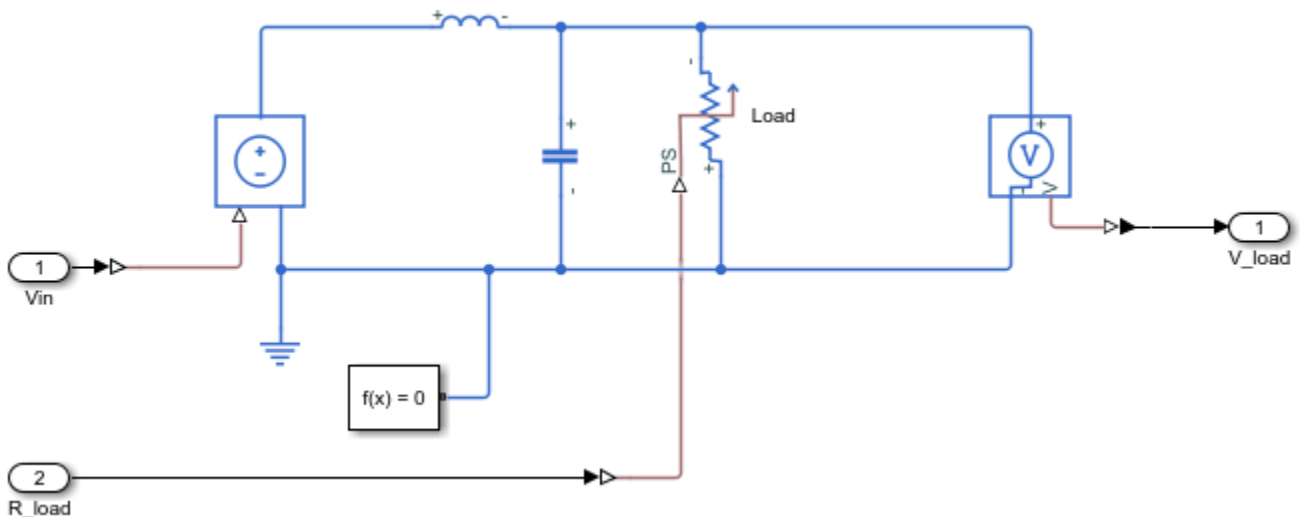 + -
+
-
-
Load
PS
+
+
-
+
V
-
V
1
Vin
1
V_load
f(x) = 0
2
R_load